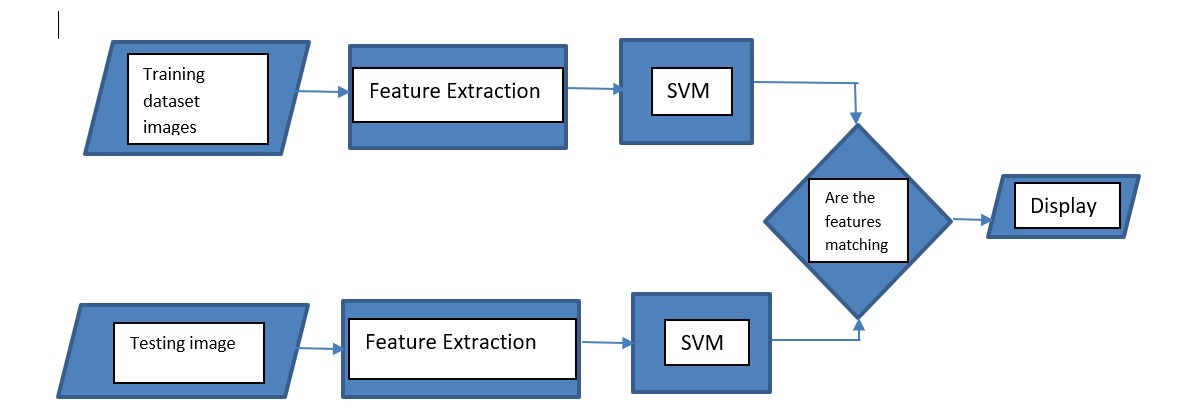 Training
dataset
images
Feature Extraction
SVM
Are the
features
matching
Display
Testing image
Feature Extraction
SVM